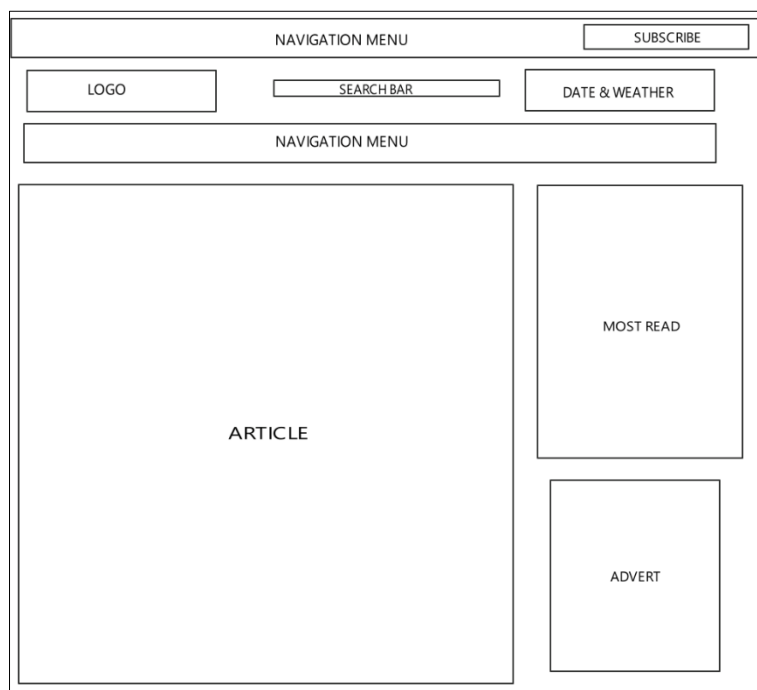 NAVIGATION MENU
SUBSCRIBE
LOGO
SEARCH BAR
DATE & WEATHER
NAVIGATION MENU
ARTICLE
MOST READ
ADVERT